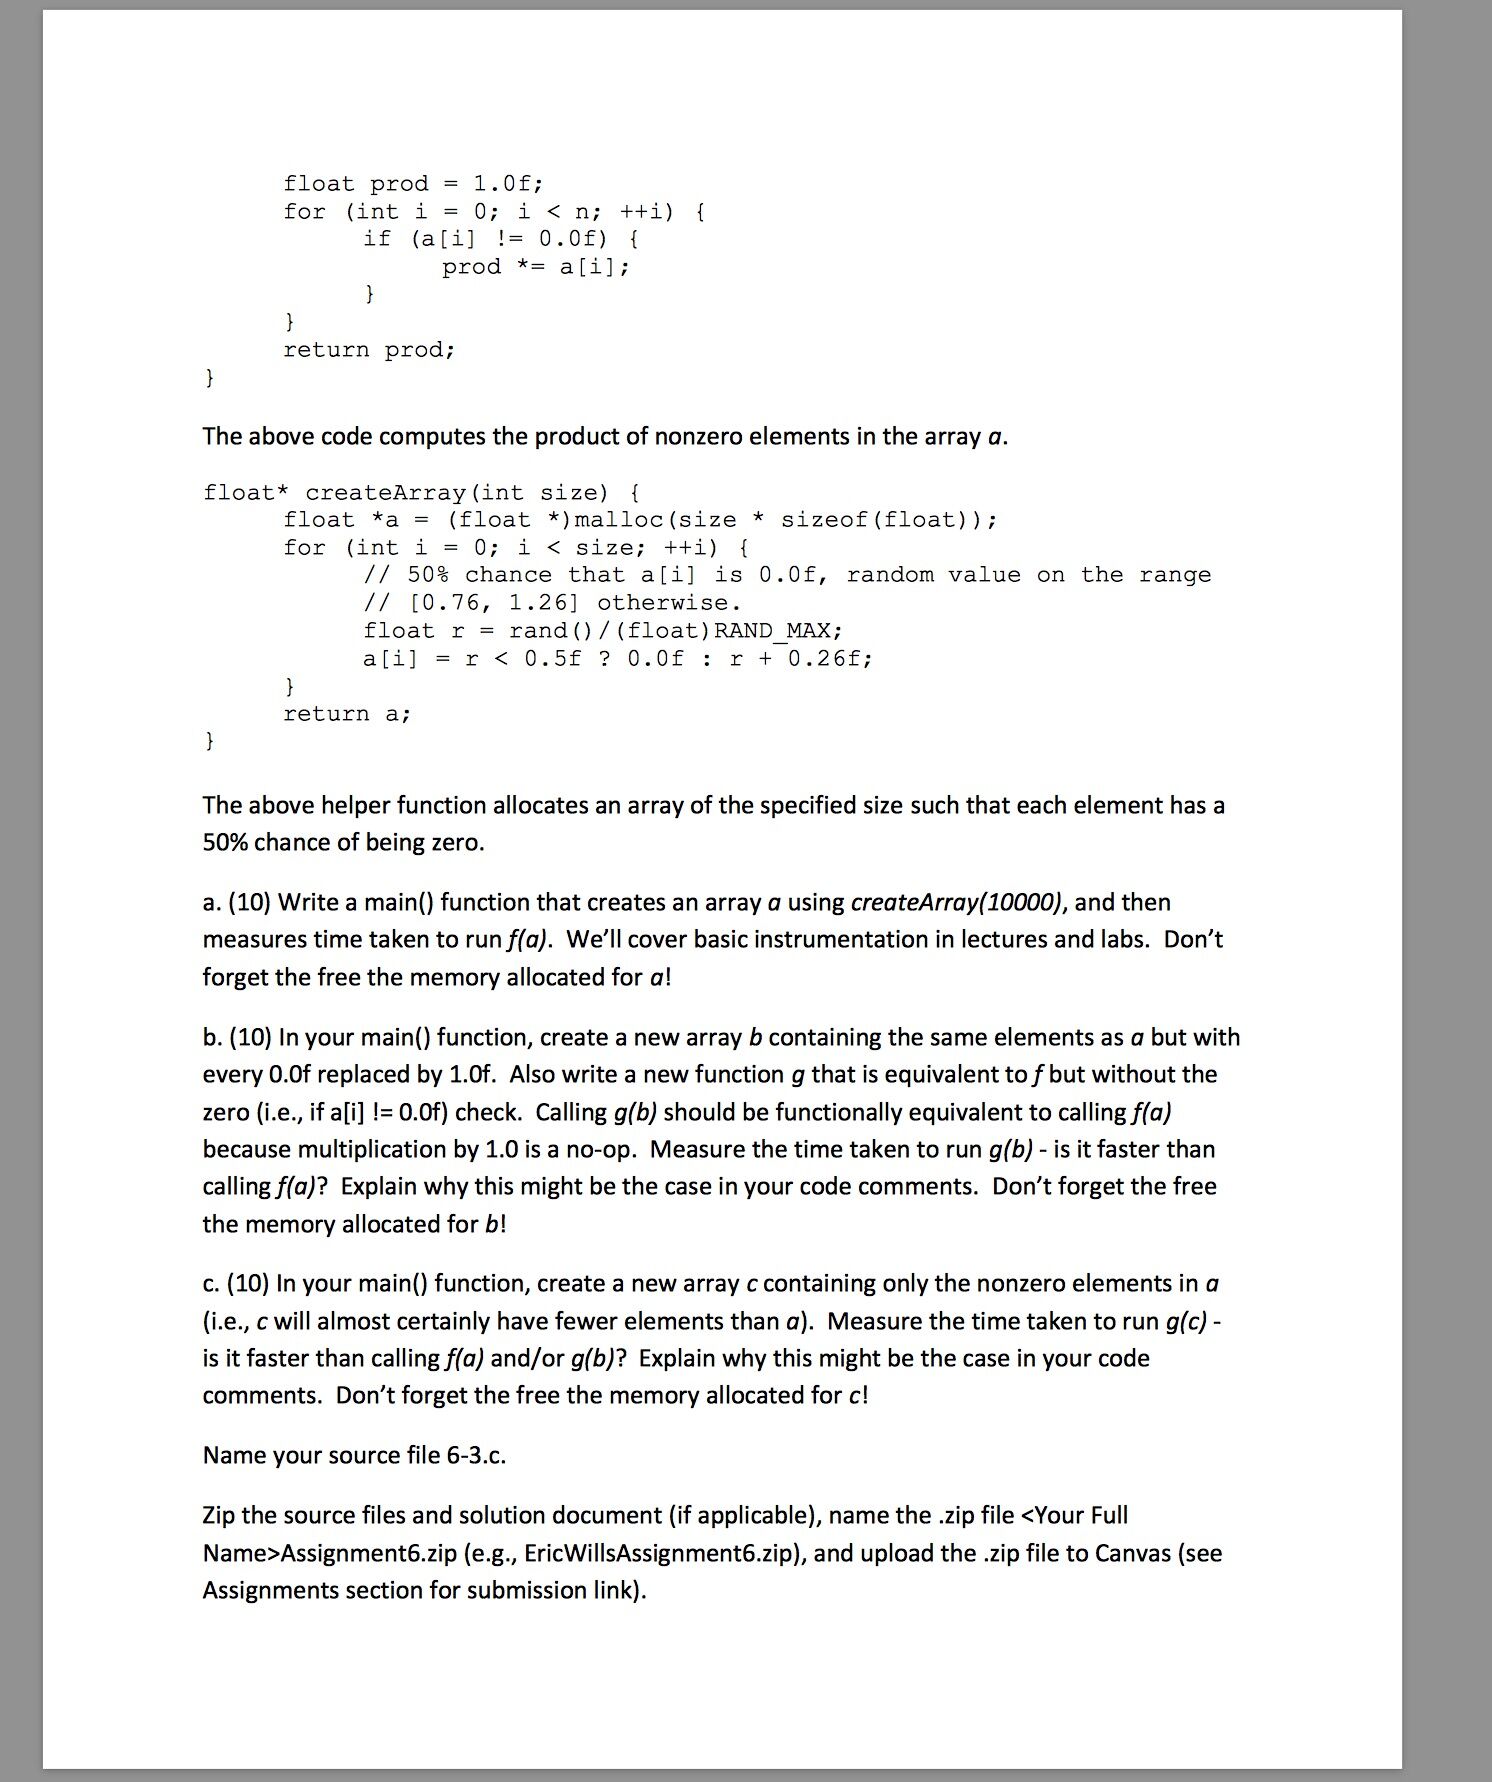 float prod = 1.0f;
for (int i = 0; i < n; ++i) {
if (a[i] != 0.0f) {
prod *= a[i];
}
}
return prod;
}
The above code computes the product of nonzero elements in the array a.
float* createArray(int size) {
float *a = (float *)malloc(size * sizeof(float));
for (int i = 0; i < size; ++i) {
// 50% chance that a[i] is 0.0f, random value on the range
// [0.76, 1.26] otherwise.
float r = rand()/(float)RAND_MAX;
a[i] = r < 0.5f ? 0.0f : r + 0.26f;
}
return a;
}
The above helper function allocates an array of the specified size such that each element has a
50% chance of being zero.
a. (10) Write a main() function that creates an array a using createArray(10000), and then
measures time taken to run f(a).  We'll cover basic instrumentation in lectures and labs.  Don't
forget the free the memory allocated for a!
b. (10) In your main() function, create a new array b containing the same elements as a but with
every 0.0f replaced by 1.0f.  Also write a new function g that is equivalent to f but without the
zero (i.e., if a[i] != 0.0f) check.  Calling g(b) should be functionally equivalent to calling f(a)
because multiplication by 1.0 is a no-op.  Measure the time taken to run g(b) - is it faster than
calling f(a)?  Explain why this might be the case in your code comments.  Don't forget the free
the memory allocated for b!
c. (10) In your main() function, create a new array c containing only the nonzero elements in a
(i.e., c will almost certainly have fewer elements than a).  Measure the time taken to run g(c) -
is it faster than calling f(a) and/or g(b)?  Explain why this might be the case in your code
comments.  Don't forget the free the memory allocated for c!
Name your source file 6-3.c.
Zip the source files and solution document (if applicable), name the .zip file <Your Full
Name>Assignment6.zip (e.g., EricWillsAssignment6.zip), and upload the .zip file to Canvas (see
Assignments section for submission link).